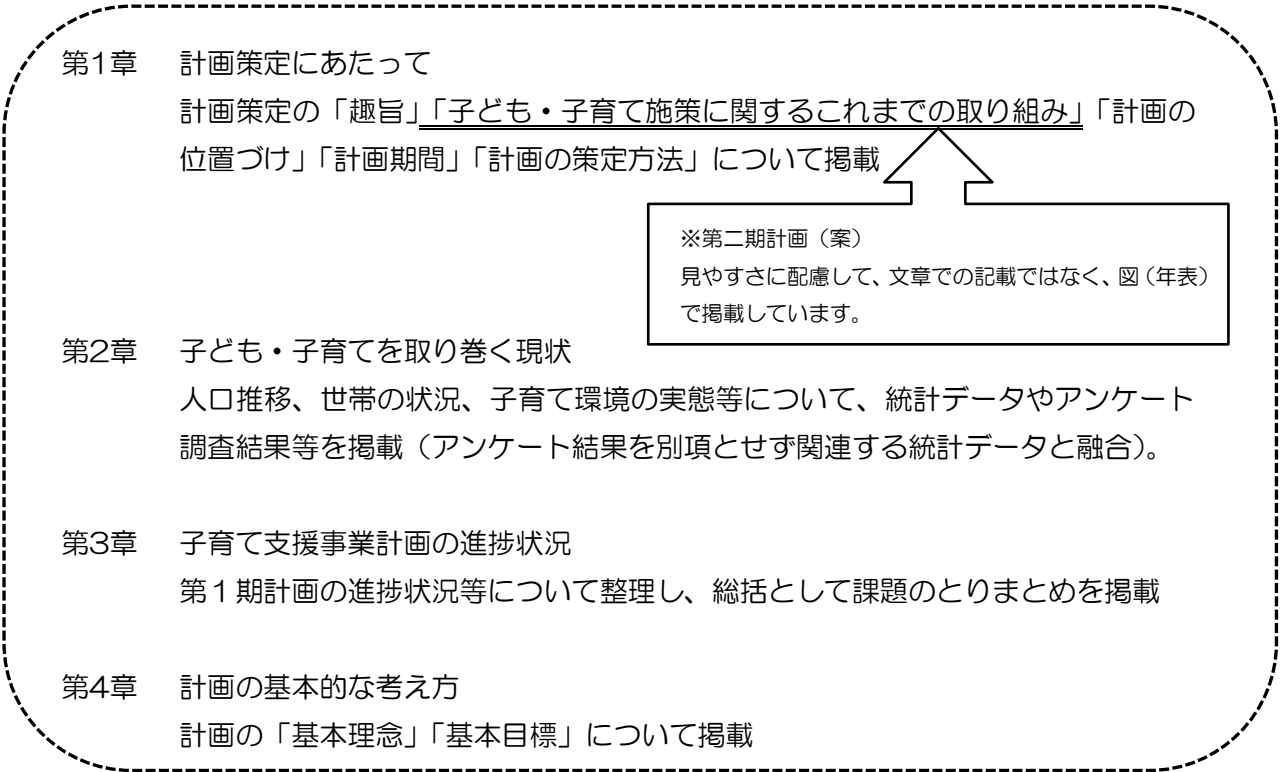 第1章 計画策定にあたって
計画策定の「趣旨」「子ども・子育て施策に関するこれまでの取り組み」「計画の
位置づけ」「計画期間」「計画の策定方法」について掲載
※第二期計画（案）
見やすさに配慮して、文章での記載ではなく、図（年表）
で掲載しています。
第2章 子ども・子育てを取り巻く現状
人口推移、世帯の状況、子育て環境の実態等について、統計データやアンケート
調査結果等を掲載（アンケート結果を別項とせず関連する統計データと融合）。
第3章 子育て支援事業計画の進捗状況
第１期計画の進捗状況等について整理し、総括として課題のとりまとめを掲載
第4章 計画の基本的な考え方
計画の「基本理念」「基本目標」について掲載